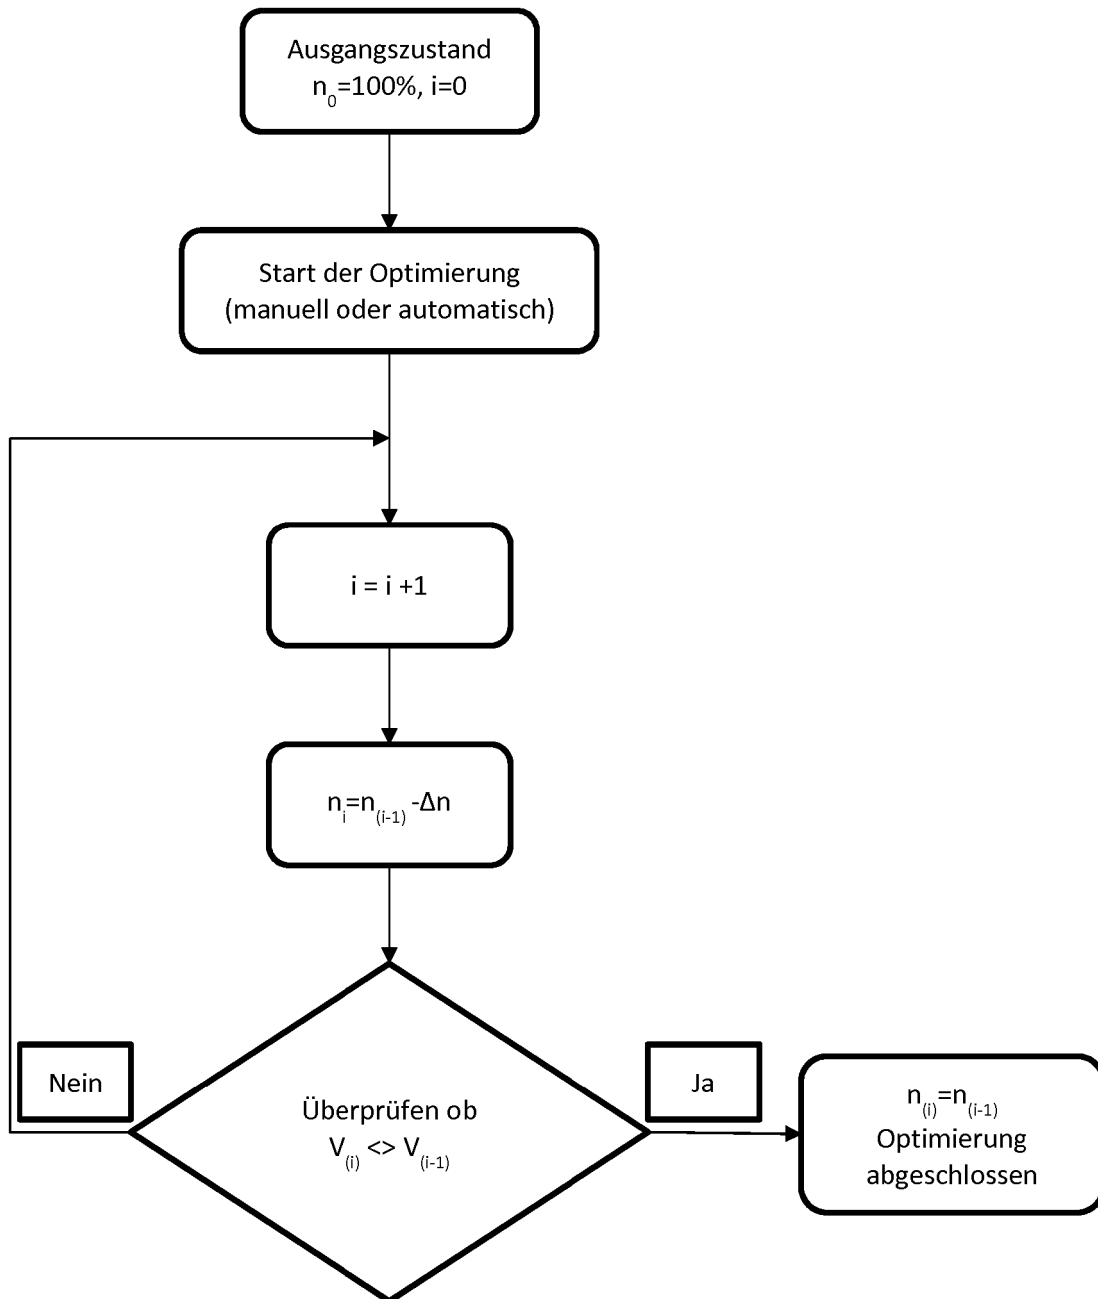 Ausgangszustand
n₀=100%, i=0
Start der Optimierung
(manuell oder automatisch)
i = i +1
nᵢ=n₍ᵢ₋₁₎ -Δn
Nein
Ja
Überprüfen ob
V₍ᵢ₎ <> V₍ᵢ₋₁₎
n₍ᵢ₎=n₍ᵢ₋₁₎
Optimierung
abgeschlossen